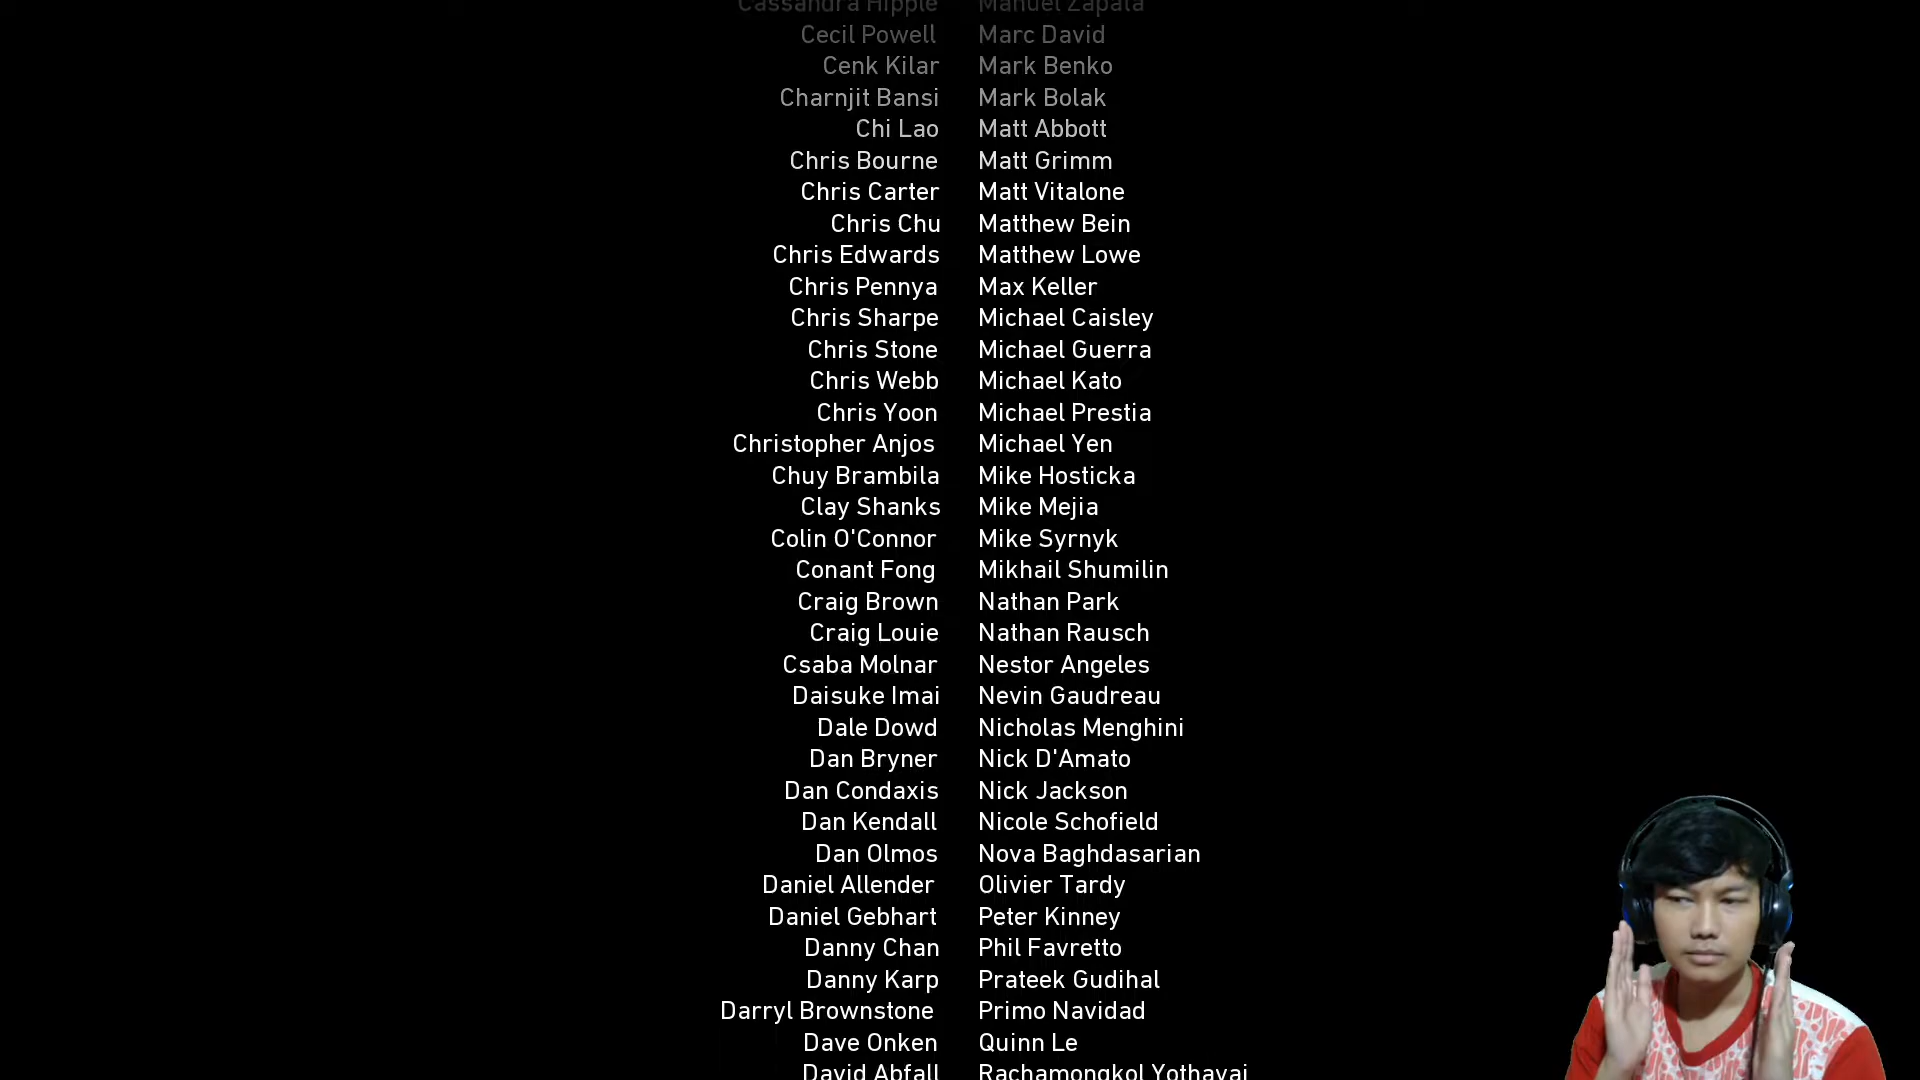 Cassandra Hipple Manuel Zapata
Cecil Powell Marc David
Cenk Kilar Mark Benko
Charnjit Bansi Mark Bolak
Chi Lao Matt Abbott
Chris Bourne Matt Grimm
Chris Carter Matt Vitalone
Chris Chu Matthew Bein
Chris Edwards Matthew Lowe
Chris Pennya Max Keller
Chris Sharpe Michael Caisley
Chris Stone Michael Guerra
Chris Webb Michael Kato
Chris Yoon Michael Prestia
Christopher Anjos Michael Yen
Chuy Brambila Mike Hosticka
Clay Shanks Mike Mejia
Colin O'Connor Mike Syrnyk
Conant Fong Mikhail Shumilin
Craig Brown Nathan Park
Craig Louie Nathan Rausch
Csaba Molnar Nestor Angeles
Daisuke Imai Nevin Gaudreau
Dale Dowd Nicholas Menghini
Dan Bryner Nick D'Amato
Dan Condaxis Nick Jackson
Dan Kendall Nicole Schofield
Dan Olmos Nova Baghdasarian
Daniel Allender Olivier Tardy
Daniel Gebhart Peter Kinney
Danny Chan Phil Favretto
Danny Karp Prateek Gudihal
Darryl Brownstone Primo Navidad
Dave Onken Quinn Le
David Abfall Rachamongkol Yothavai